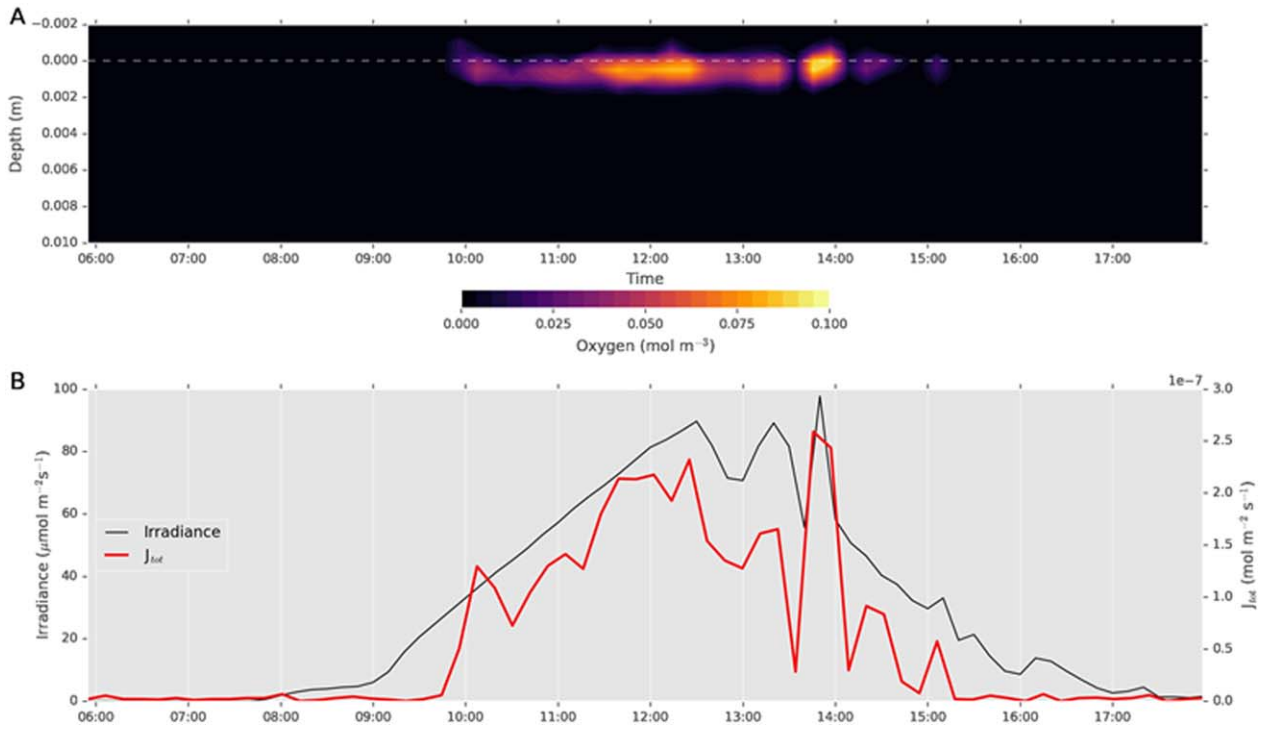 A
−0.002
0.000
0.002
0.004
0.006
0.008
0.010
Depth (m)
06:00 07:00 08:00 09:00 10:00 11:00 12:00 13:00 14:00 15:00 16:00 17:00
Time
0.000 0.025 0.050 0.075 0.100
Oxygen (mol m⁻³)
B
1e−7
100
80
60
40
20
0
Irradiance (μmol m⁻²s⁻¹)
Irradiance
J_tot
3.0
2.5
2.0
1.5
1.0
0.5
0.0
J_tot (mol m⁻² s⁻¹)
06:00 07:00 08:00 09:00 10:00 11:00 12:00 13:00 14:00 15:00 16:00 17:00